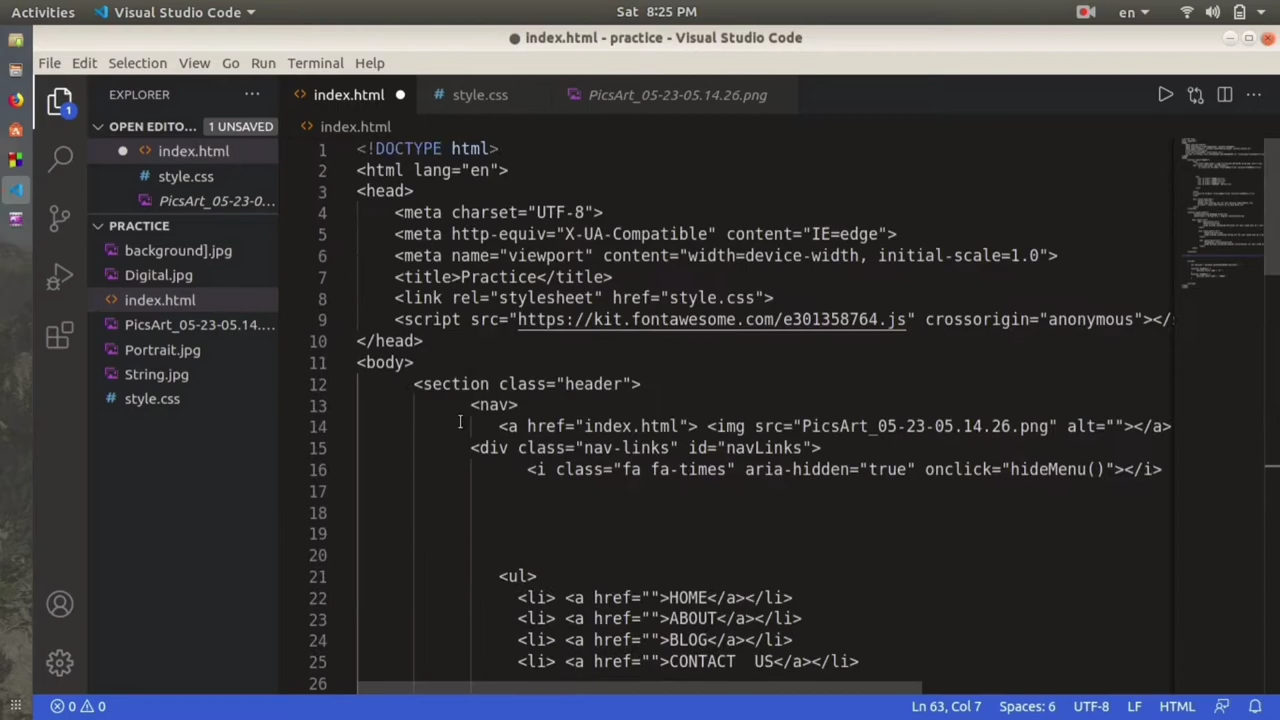 Activities Visual Studio Code Sat 8:25 PM en
index.html - practice - Visual Studio Code
File Edit Selection View Go Run Terminal Help
EXPLORER ... index.html style.css PicsArt_05-23-05.14.26.png ...
1
OPEN EDITO... 1 UNSAVED index.html
index.html
style.css
PicsArt_05-23-0...
PRACTICE
background].jpg
Digital.jpg
index.html
PicsArt_05-23-05.14....
Portrait.jpg
String.jpg
style.css
1 <!DOCTYPE html>
2 <html lang="en">
3 <head>
4 <meta charset="UTF-8">
5 <meta http-equiv="X-UA-Compatible" content="IE=edge">
6 <meta name="viewport" content="width=device-width, initial-scale=1.0">
7 <title>Practice</title>
8 <link rel="stylesheet" href="style.css">
9 <script src="https://kit.fontawesome.com/e301358764.js" crossorigin="anonymous"></
10 </head>
11 <body>
12 <section class="header">
13 <nav>
14 <a href="index.html"> <img src="PicsArt_05-23-05.14.26.png" alt=""></a>
15 <div class="nav-links" id="navLinks">
16 <i class="fa fa-times" aria-hidden="true" onclick="hideMenu()"></i>
17
18
19
20
21 <ul>
22 <li> <a href="">HOME</a></li>
23 <li> <a href="">ABOUT</a></li>
24 <li> <a href="">BLOG</a></li>
25 <li> <a href="">CONTACT  US</a></li>
26
0 0 Ln 63, Col 7 Spaces: 6 UTF-8 LF HTML